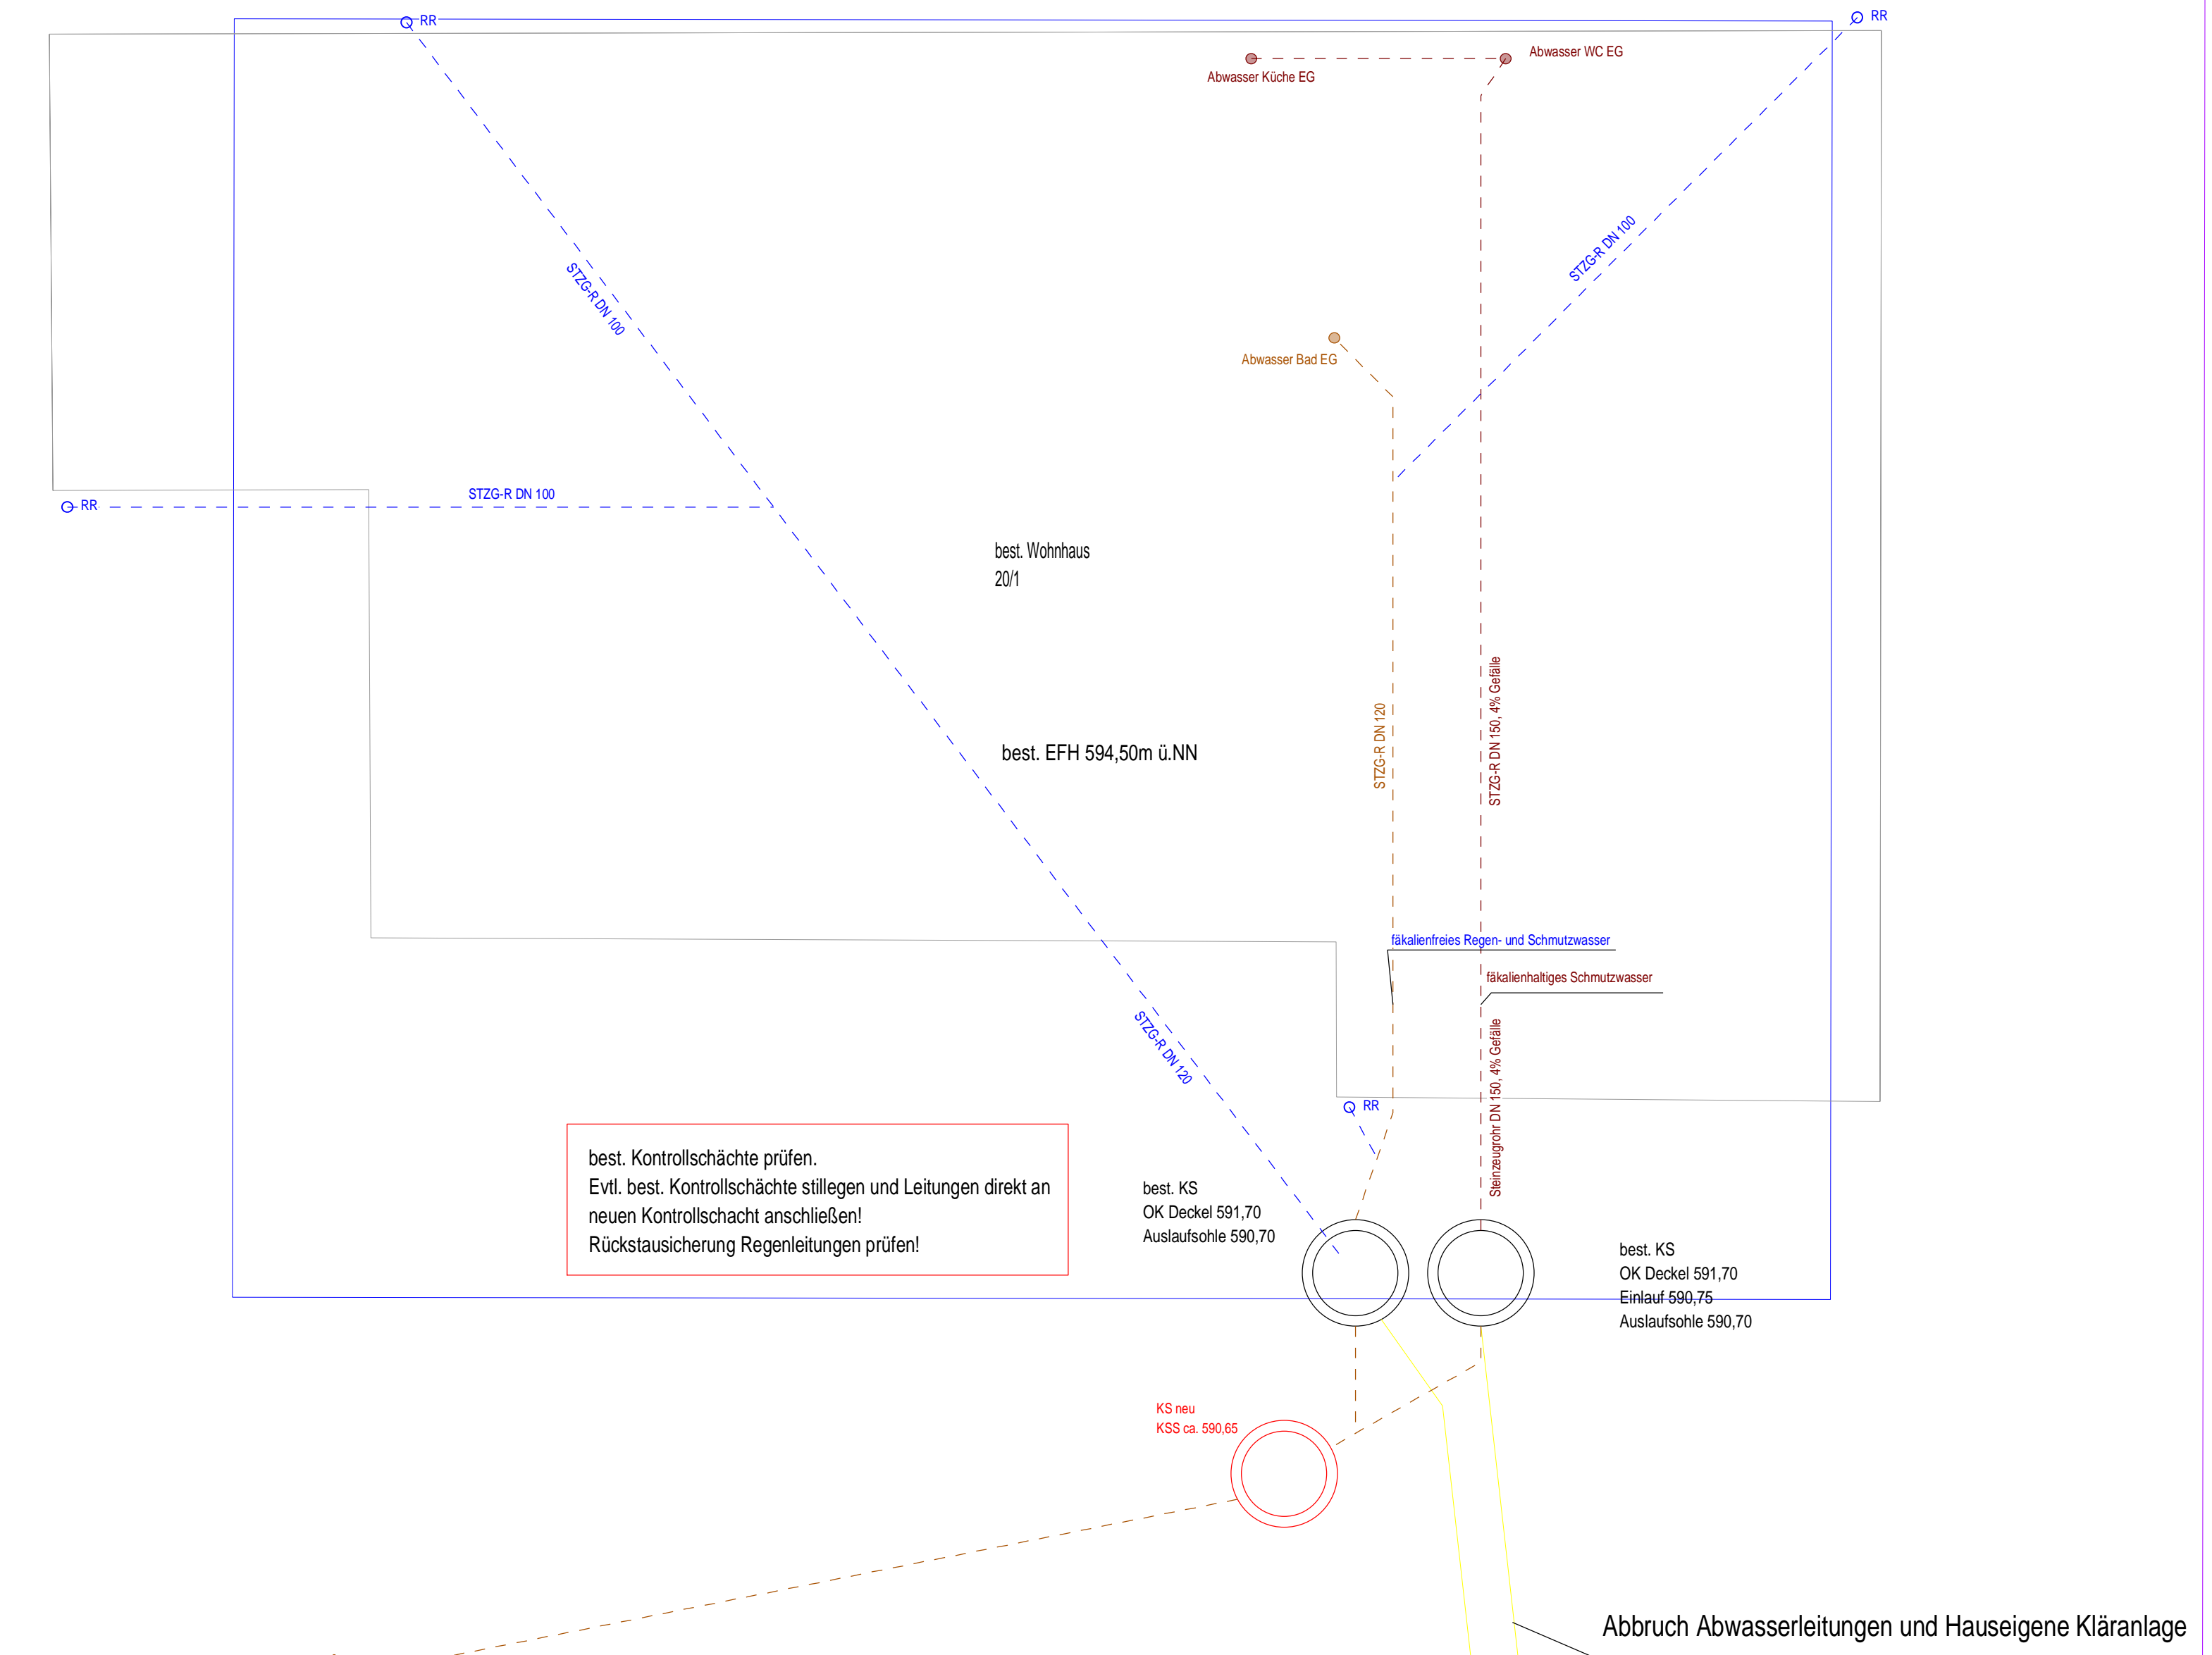 RR
RR
Abwasser WC EG
Abwasser Küche EG
STZG-R DN 100
STZG-R DN 100
Abwasser Bad EG
STZG-R DN 100
RR
best. Wohnhaus
20/1
STZG-R DN 120
STZG-R DN 150, 4% Gefälle
best. EFH 594,50m ü.NN
fäkalienfreies Regen- und Schmutzwasser
fäkalienhaltiges Schmutzwasser
STZG-R DN 120
Steinzeugrohr DN 150, 4% Gefälle
RR
best. Kontrollschächte prüfen.
Evtl. best. Kontrollschächte stillegen und Leitungen direkt an
neuen Kontrollschacht anschließen!
Rückstausicherung Regenleitungen prüfen!
best. KS
OK Deckel 591,70
Auslaufsohle 590,70
best. KS
OK Deckel 591,70
Einlauf 590,75
Auslaufsohle 590,70
KS neu
KSS ca. 590,65
Abbruch Abwasserleitungen und Hauseigene Kläranlage